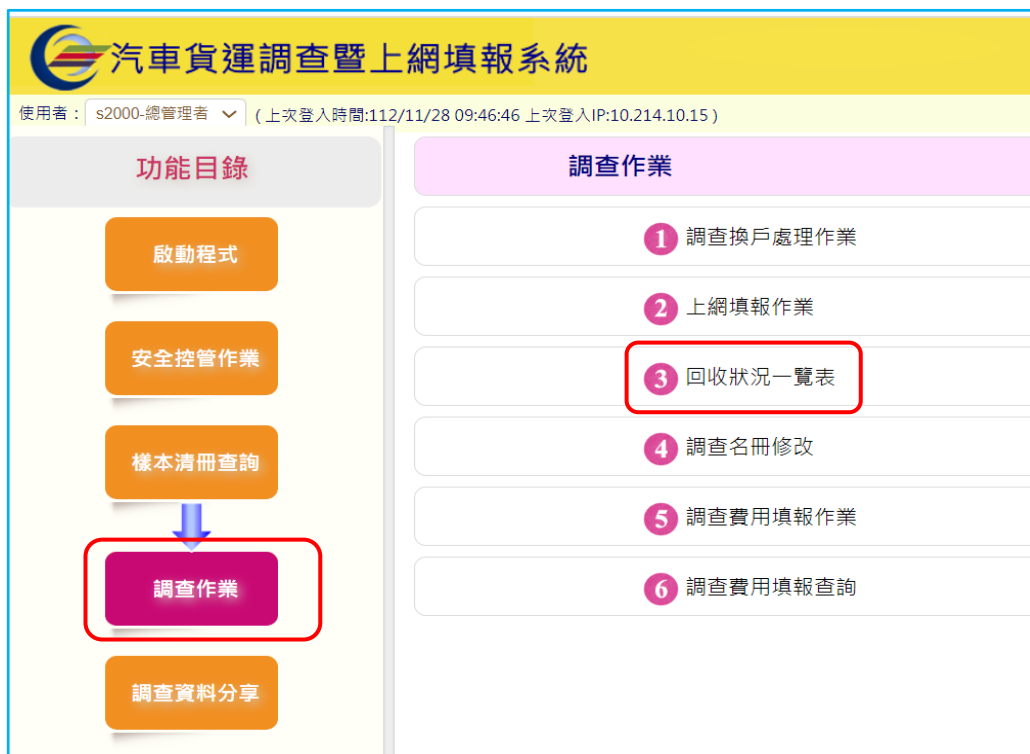 汽車貨運調查暨上網填報系統
使用者： s2000-總管理者 （上次登入時間:112/11/28 09:46:46 上次登入IP:10.214.10.15）
功能目錄
啟動程式
安全控管作業
樣本清冊查詢
調查作業
調查資料分享
調查作業
1 調查換戶處理作業
2 上網填報作業
3 回收狀況一覽表
4 調查名冊修改
5 調查費用填報作業
6 調查費用填報查詢